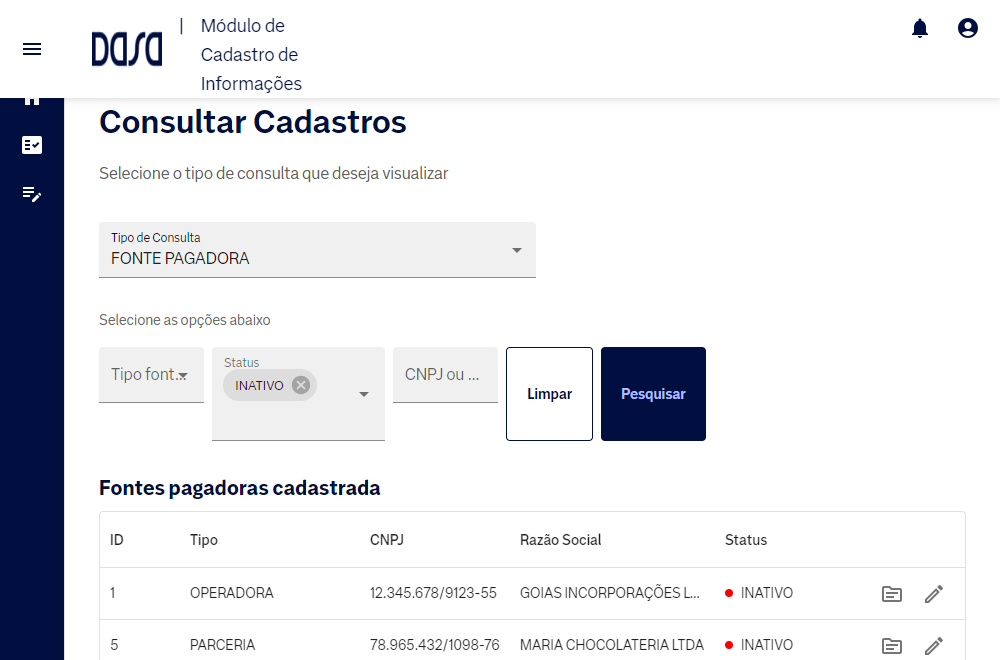 Dasa
| Módulo de
Cadastro de
Informações
Consultar Cadastros
Selecione o tipo de consulta que deseja visualizar
Tipo de Consulta
FONTE PAGADORA
Selecione as opções abaixo
Tipo font... Status CNPJ ou ... Limpar Pesquisar
INATIVO
Fontes pagadoras cadastrada
ID Tipo CNPJ Razão Social Status
1 OPERADORA 12.345.678/9123-55 GOIAS INCORPORAÇÕES L... INATIVO
5 PARCERIA 78.965.432/1098-76 MARIA CHOCOLATERIA LTDA INATIVO